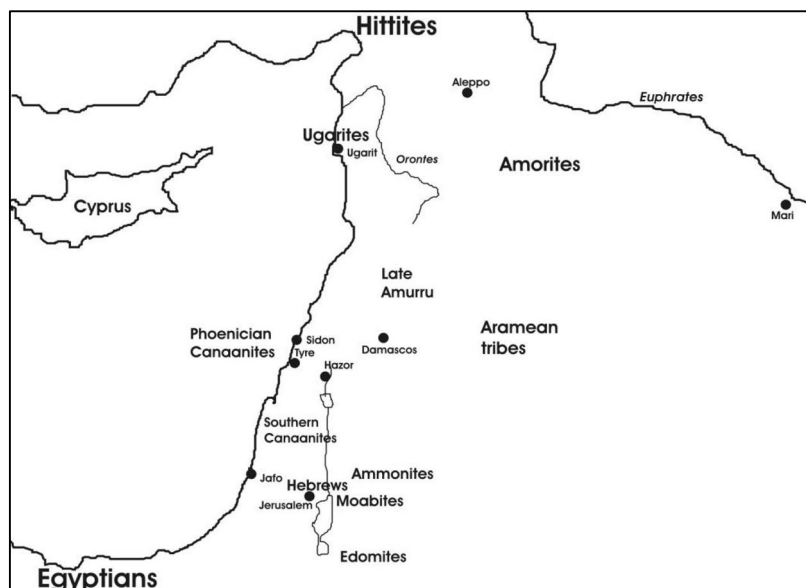 Hittites
Aleppo
Euphrates
Ugarites
Ugarit
Orontes
Amorites
Cyprus
Mari
Late
Amurru
Phoenician
Canaanites
Sidon
Tyre
Damascos
Aramean
tribes
Hazor
Southern
Canaanites
Jafo
Ammonites
Hebrews
Jerusalem
Moabites
Edomites
Egyptians